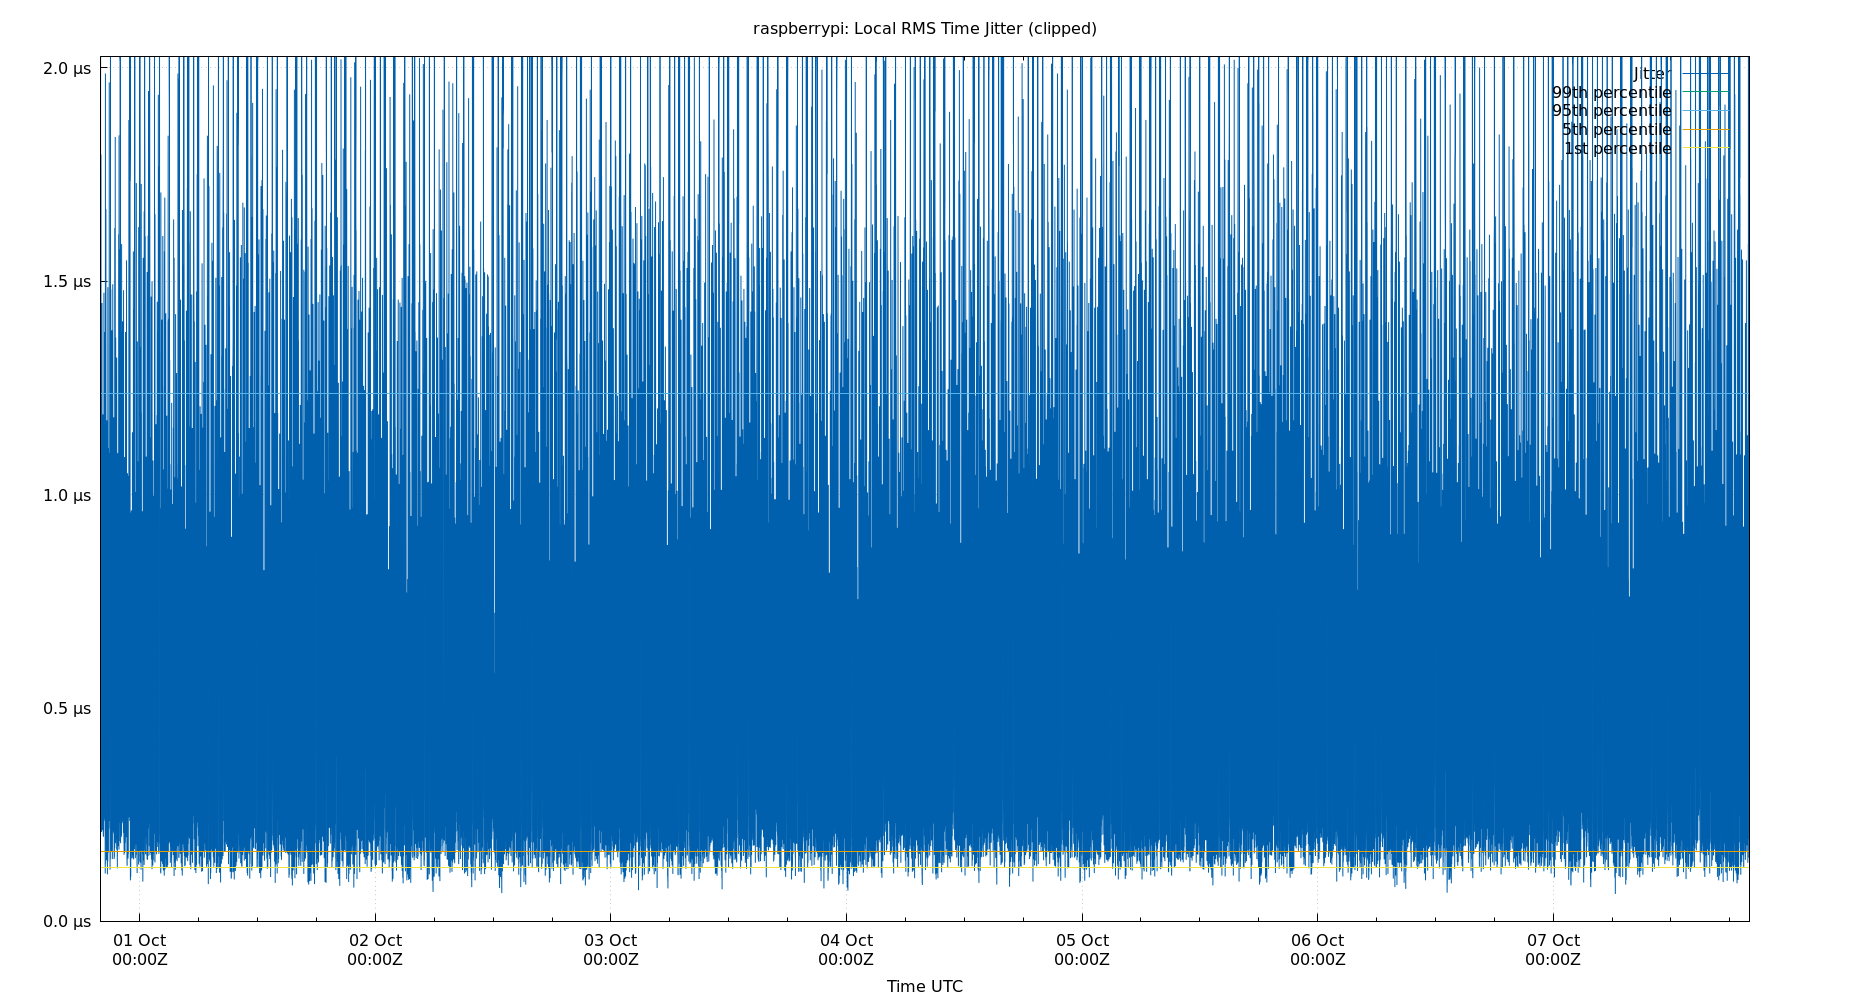 raspberrypi: Local RMS Time Jitter (clipped)
2.0 µs
1.5 µs
1.0 µs
0.5 µs
0.0 µs
Jitter
99th percentile
95th percentile
5th percentile
1st percentile
01 Oct
00:00Z
02 Oct
00:00Z
03 Oct
00:00Z
04 Oct
00:00Z
05 Oct
00:00Z
06 Oct
00:00Z
07 Oct
00:00Z
Time UTC